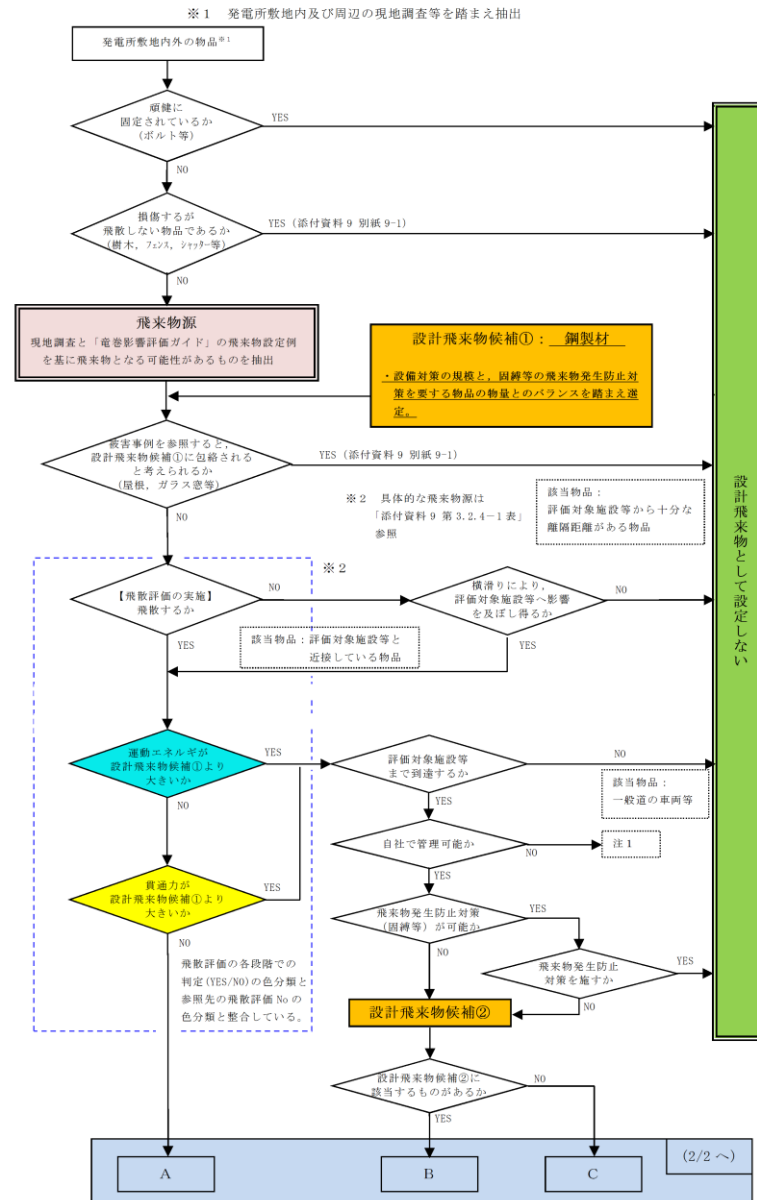 ※1 発電所敷地内及び周辺の現地調査等を踏まえ抽出
発電所敷地内外の物品※1
頑健に
固定されているか
(ボルト等)
YES
NO
損傷するが
飛散しない物品であるか
(樹木，フェンス，シャッター等)
YES (添付資料9 別紙9-1)
NO
飛来物源
現地調査と「竜巻影響評価ガイド」の飛来物設定例
を基に飛来物となる可能性があるものを抽出
設計飛来物候補①： 鋼製材
・設備対策の規模と，固縛等の飛来物発生防止対
策を要する物品の物量とのバランスを踏まえ選
定。
被害事例を参照すると，
設計飛来物候補①に包絡される
と考えられるか
(屋根，ガラス窓等)
YES (添付資料9 別紙9-1)
NO
※2 具体的な飛来物源は
「添付資料9 第3.2.4－1表」
参照
該当物品：
評価対象施設等から十分な
離隔距離がある物品
※2
【飛散評価の実施】
飛散するか
NO
YES
横滑りにより，
評価対象施設等へ影響
を及ぼし得るか
NO
YES
該当物品：評価対象施設等と
近接している物品
運動エネルギが
設計飛来物候補①より
大きいか
YES
NO
評価対象施設等
まで到達するか
NO
YES
該当物品：
一般道の車両等
自社で管理可能か
NO
YES
注1
貫通力が
設計飛来物候補①より
大きいか
YES
NO
飛来物発生防止対策
(固縛等)が可能か
YES
NO
飛来物発生防止
対策を施すか
YES
NO
飛散評価の各段階での
判定(YES/NO)の色分類と
参照先の飛散評価Noの
色分類と整合している。
設計飛来物候補②
設計飛来物候補②に
該当するものがあるか
NO
YES
設計飛来物として設定しない
(2/2へ)
A
B
C